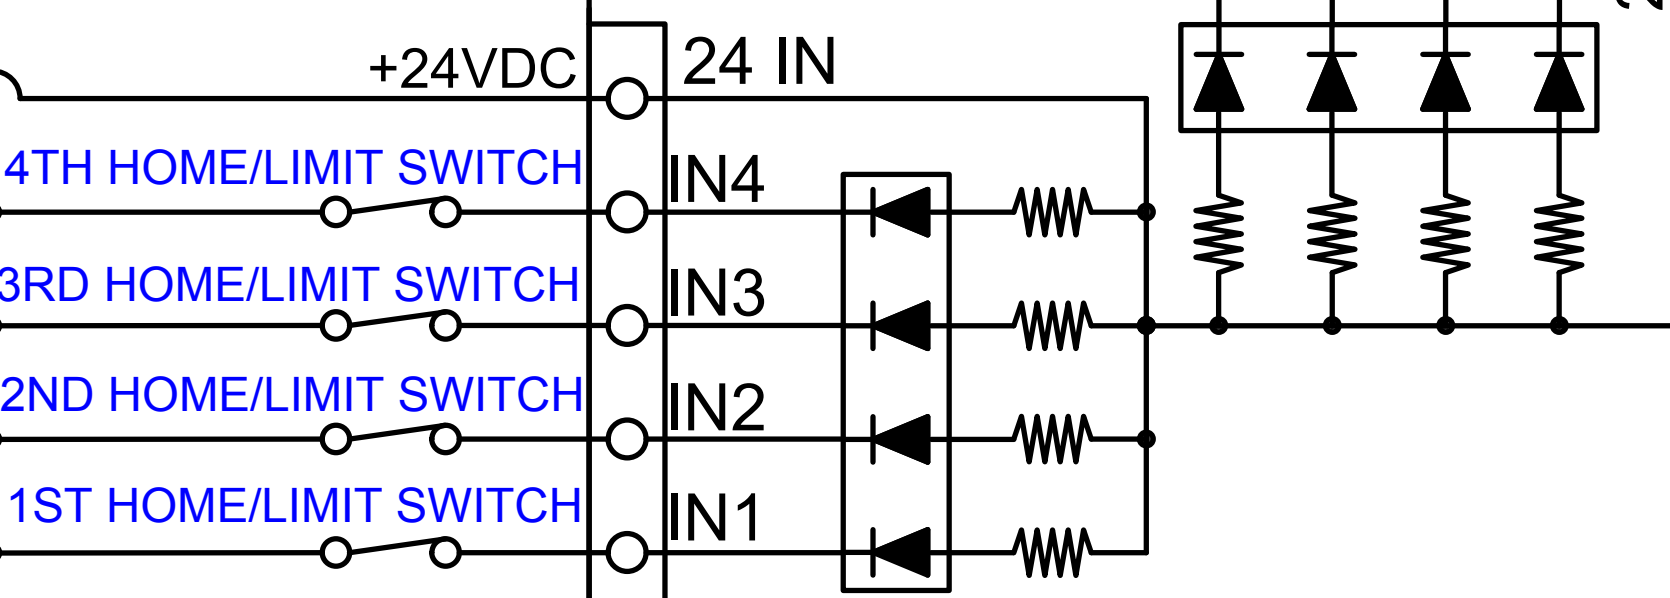 +24VDC 24 IN
4TH HOME/LIMIT SWITCH IN4
3RD HOME/LIMIT SWITCH IN3
2ND HOME/LIMIT SWITCH IN2
1ST HOME/LIMIT SWITCH IN1